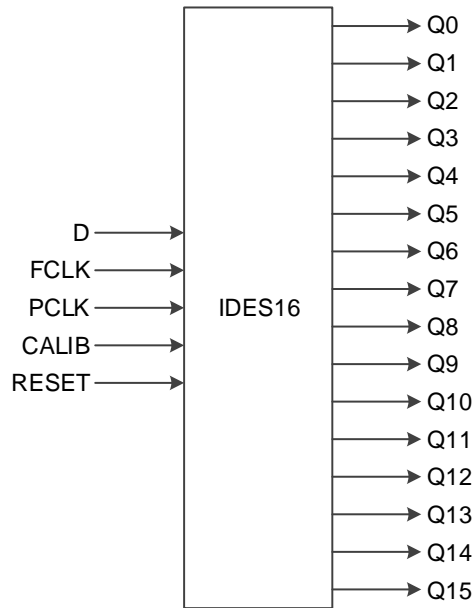 D
FCLK
PCLK
CALIB
RESET
IDES16
Q0
Q1
Q2
Q3
Q4
Q5
Q6
Q7
Q8
Q9
Q10
Q11
Q12
Q13
Q14
Q15